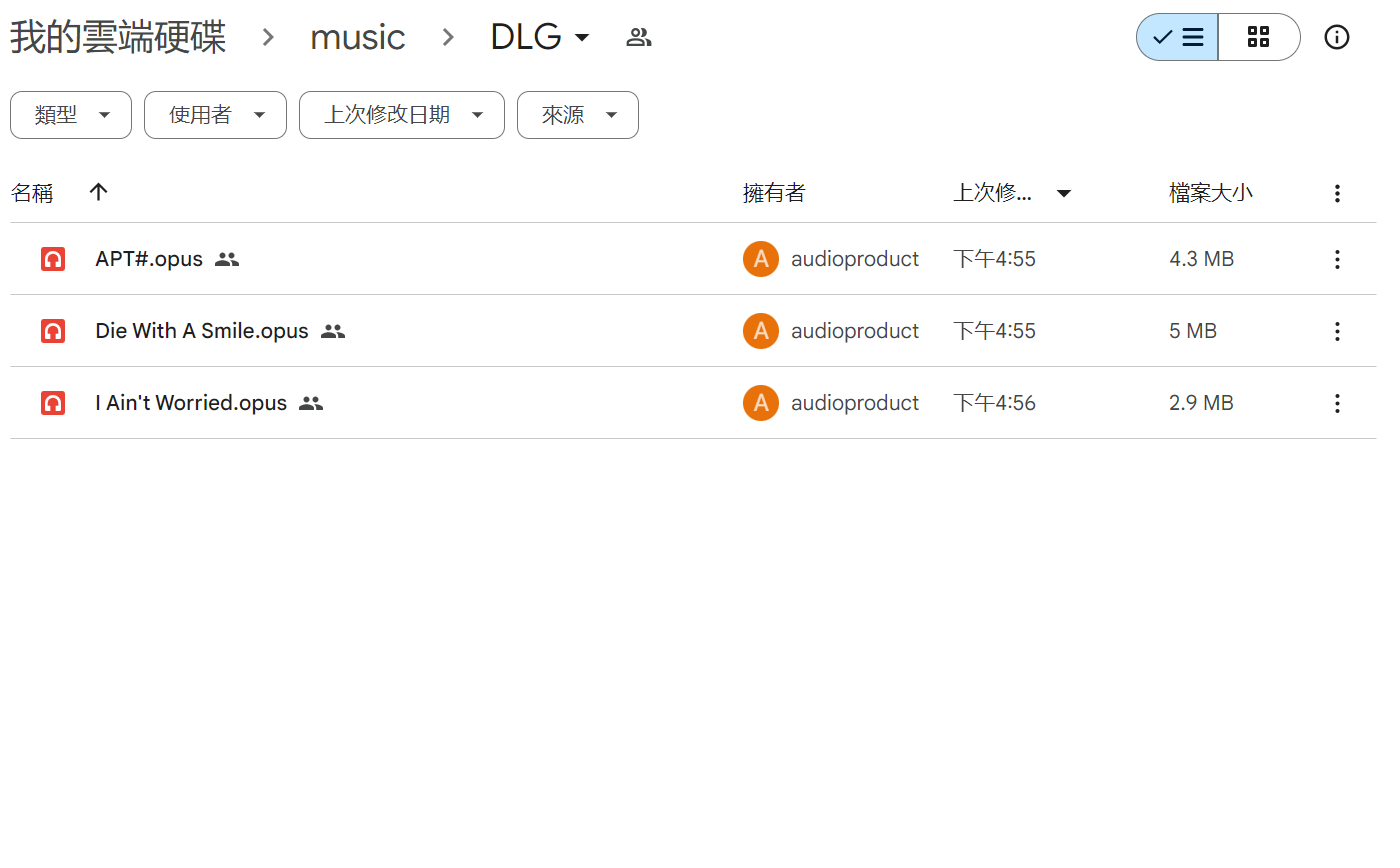 我的雲端硬碟 > music > DLG
類型 使用者 上次修改日期 來源
名稱 擁有者 上次修... 檔案大小
APT#.opus A audioproduct 下午4:55 4.3 MB
Die With A Smile.opus A audioproduct 下午4:55 5 MB
I Ain't Worried.opus A audioproduct 下午4:56 2.9 MB